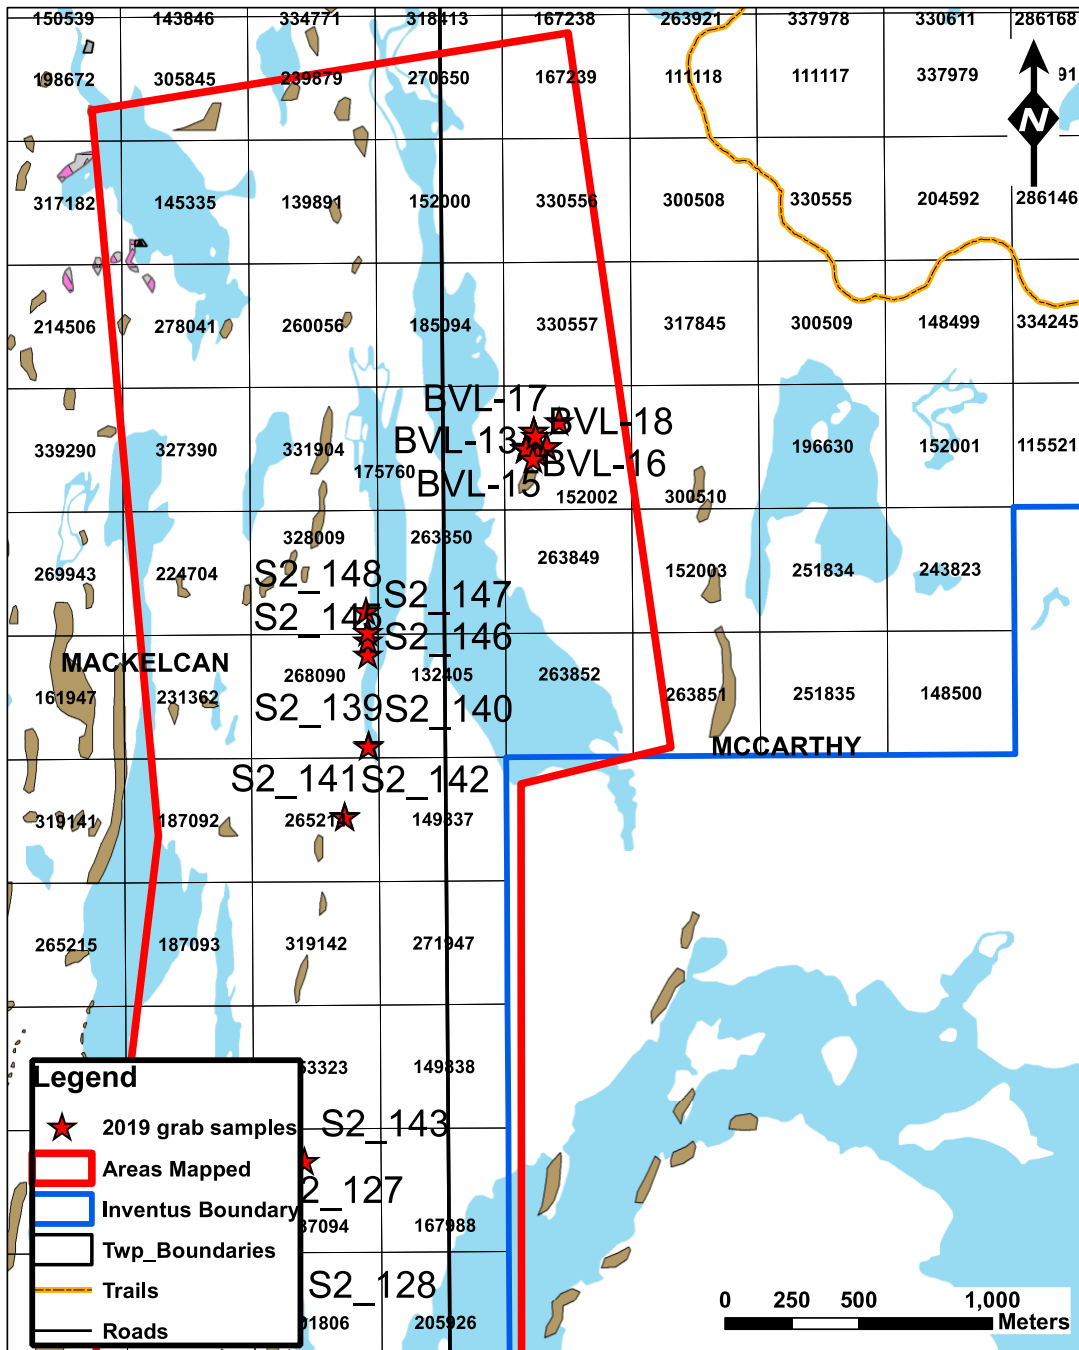 150539 143846 334771 318413 167238 263921 337978 330611 286168
198672 305845 239879 270650 167239 111118 111117 337979 91
N
317182 145335 139891 152000 330556 300508 330555 204592 286146
214506 278041 260056 185094 330557 317845 300509 148499 334245
BVL-17
BVL-18
BVL-13
339290 327390 331904 196630 152001 115521
175760
BVL-16
BVL-15
152002 300510
328009 263850 263849
269943 224704 152003 251834 243823
S2_148
S2_147
S2_145
S2_146
MACKELCAN
268090 132405 263852
161947 231362 263851 251835 148500
S2_139 S2_140
MCCARTHY
S2_141 S2_142
319141 187092 149837
265215 187093 319142 271947
53323 149838
Legend
2019 grab samples
S2_143
Areas Mapped
2_127
Inventus Boundary
37094 167988
Twp_Boundaries
S2_128
Trails
Roads
01806 205926
0 250 500 1,000
Meters